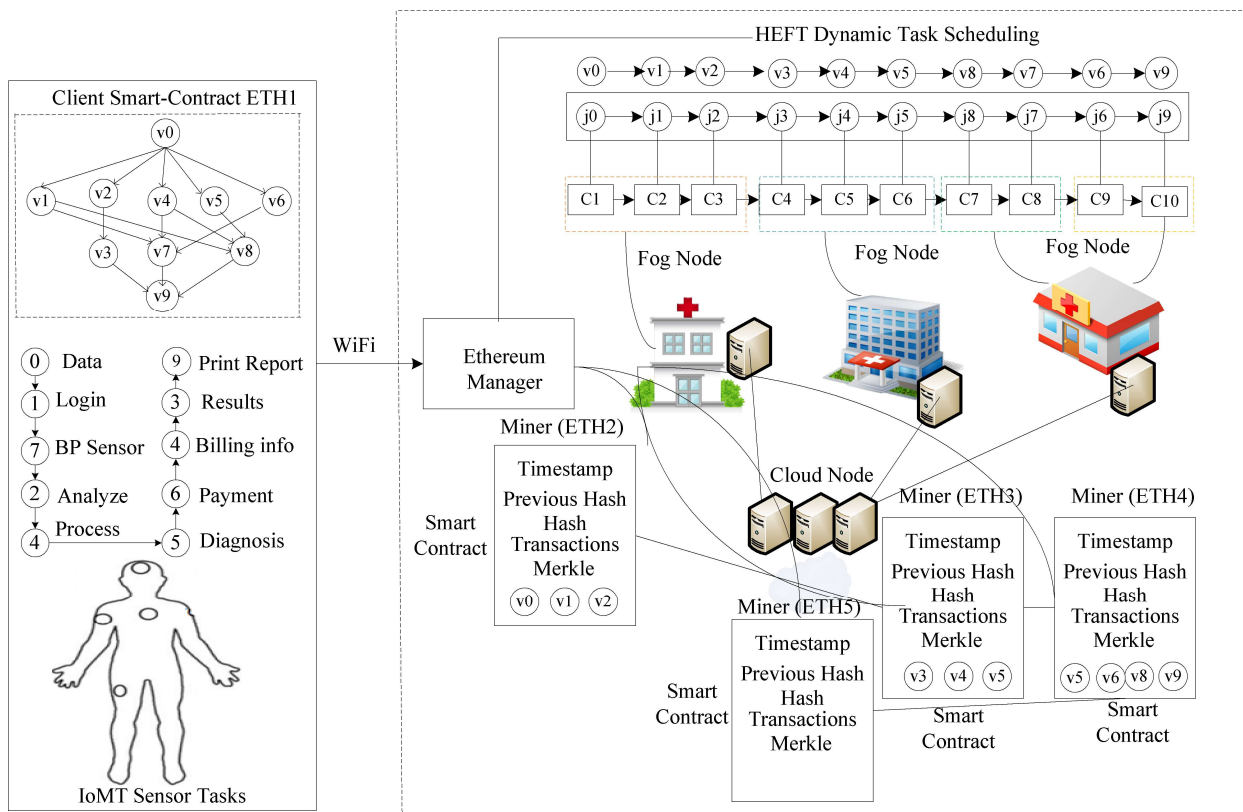 HEFT Dynamic Task Scheduling
v0 v1 v2 v3 v4 v5 v8 v7 v6 v9
j0 j1 j2 j3 j4 j5 j8 j7 j6 j9
C1 C2 C3 C4 C5 C6 C7 C8 C9 C10
Fog Node
Fog Node
Fog Node
Client Smart-Contract ETH1
v0
v1 v2 v4 v5 v6
v3 v7 v8
v9
0 Data
1 Login
7 BP Sensor
2 Analyze
4 Process
5 Diagnosis
6 Payment
4 Billing info
3 Results
9 Print Report
IoMT Sensor Tasks
WiFi
Ethereum
Manager
Miner (ETH2)
Timestamp
Previous Hash
Hash
Transactions
Merkle
v0 v1 v2
Smart
Contract
Cloud Node
Miner (ETH3)
Timestamp
Previous Hash
Hash
Transactions
Merkle
v3 v4 v5
Smart
Contract
Miner (ETH4)
Timestamp
Previous Hash
Hash
Transactions
Merkle
v5 v6 v8 v9
Smart
Contract
Miner (ETH5)
Timestamp
Previous Hash
Hash
Transactions
Merkle
Smart
Contract